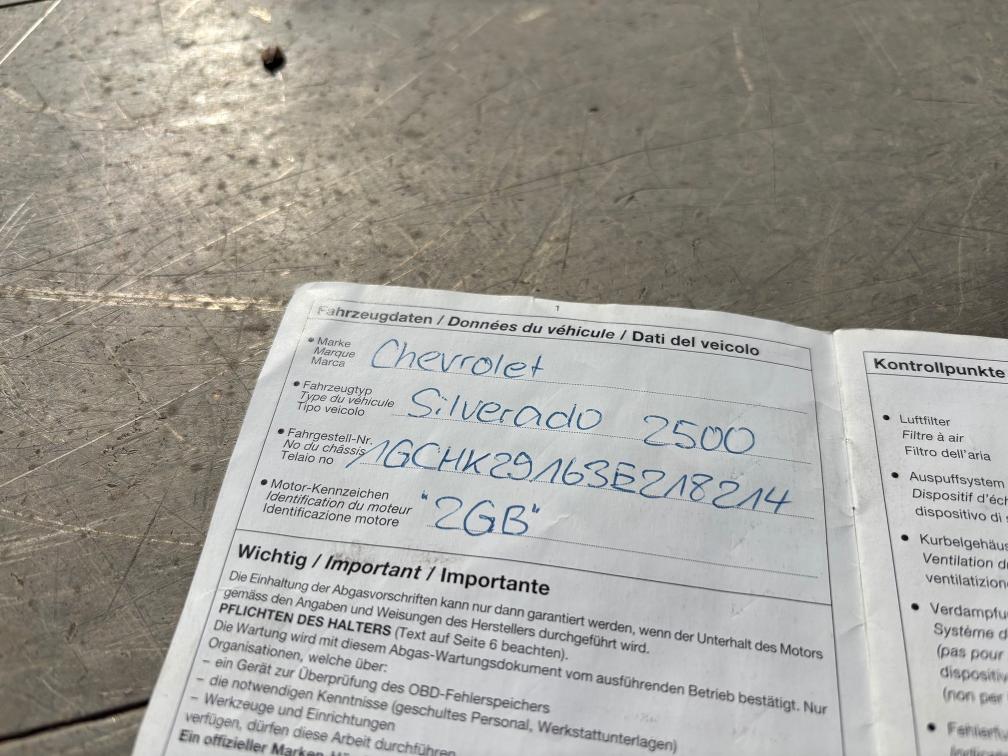 1
Fahrzeugdaten / Données du véhicule / Dati del veicolo
• Marke
Marque
Marca
Chevrolet
• Fahrzeugtyp
Type du véhicule
Tipo veicolo
Silverado 2500
• Fahrgestell-Nr.
No du châssis
Telaio no
1GCHK29163E218214
• Motor-Kennzeichen
Identification du moteur
Identificazione motore
"2GB"
Wichtig / Important / Importante
Die Einhaltung der Abgasvorschriften kann nur dann garantiert werden, wenn der Unterhalt des Motors
gemäss den Angaben und Weisungen des Herstellers durchgeführt wird.
PFLICHTEN DES HALTERS (Text auf Seite 6 beachten).
Die Wartung wird mit diesem Abgas-Wartungsdokument vom ausführenden Betrieb bestätigt. Nur
Organisationen, welche über:
– ein Gerät zur Überprüfung des OBD-Fehlerspeichers
– die notwendigen Kenntnisse (geschultes Personal, Werkstattunterlagen)
– Werkzeuge und Einrichtungen
verfügen, dürfen diese Arbeit durchführen.
Ein offizieller Marken-
Kontrollpunkte
• Luftfilter
Filtre à air
Filtro dell'aria
• Auspuffsystem
Dispositif d'éch
dispositivo di
• Kurbelgehäus
Ventilation d
ventilazione
• Verdampfu
Système d
(pas pour
dispositiv
(non per